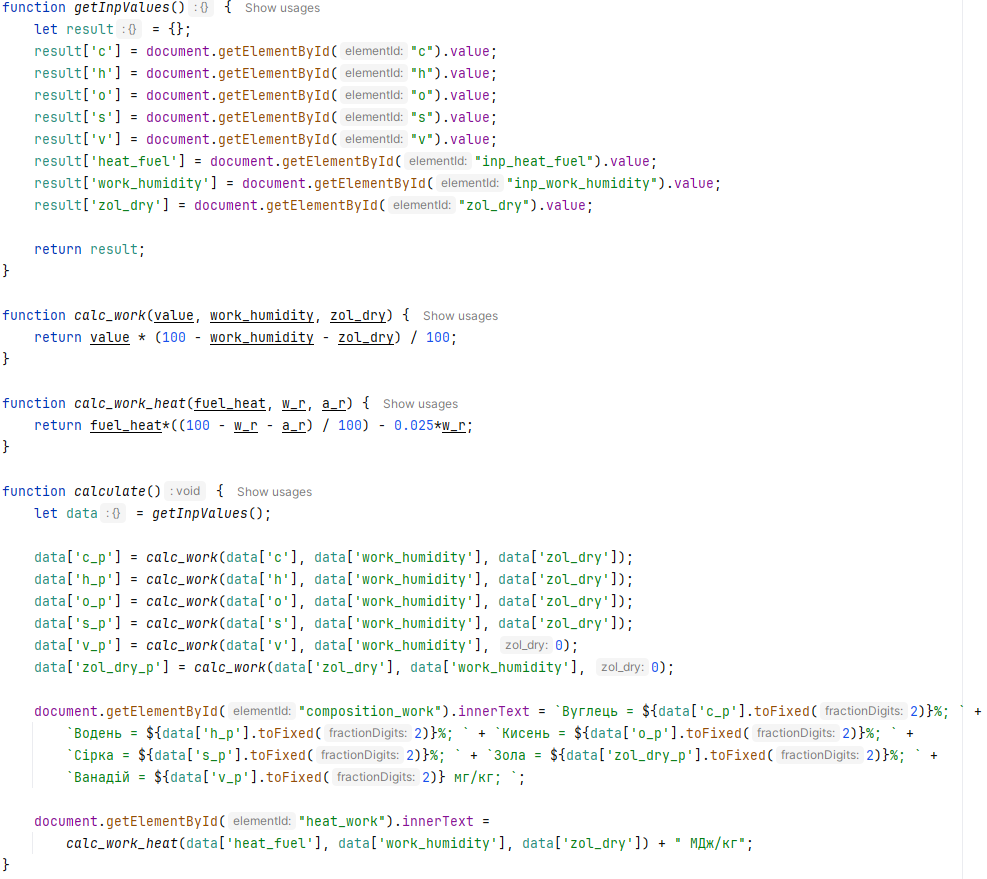 function getInpValues() : {} { Show usages
    let result : {} = {};
    result['c'] = document.getElementById( elementId: "c").value;
    result['h'] = document.getElementById( elementId: "h").value;
    result['o'] = document.getElementById( elementId: "o").value;
    result['s'] = document.getElementById( elementId: "s").value;
    result['v'] = document.getElementById( elementId: "v").value;
    result['heat_fuel'] = document.getElementById( elementId: "inp_heat_fuel").value;
    result['work_humidity'] = document.getElementById( elementId: "inp_work_humidity").value;
    result['zol_dry'] = document.getElementById( elementId: "zol_dry").value;

    return result;
}

function calc_work(value, work_humidity, zol_dry) { Show usages
    return value * (100 - work_humidity - zol_dry) / 100;
}

function calc_work_heat(fuel_heat, w_r, a_r) { Show usages
    return fuel_heat*((100 - w_r - a_r) / 100) - 0.025*w_r;
}

function calculate() : void { Show usages
    let data : {} = getInpValues();

    data['c_p'] = calc_work(data['c'], data['work_humidity'], data['zol_dry']);
    data['h_p'] = calc_work(data['h'], data['work_humidity'], data['zol_dry']);
    data['o_p'] = calc_work(data['o'], data['work_humidity'], data['zol_dry']);
    data['s_p'] = calc_work(data['s'], data['work_humidity'], data['zol_dry']);
    data['v_p'] = calc_work(data['v'], data['work_humidity'], zol_dry: 0);
    data['zol_dry_p'] = calc_work(data['zol_dry'], data['work_humidity'], zol_dry: 0);

    document.getElementById( elementId: "composition_work").innerText = `Вуглець = ${data['c_p'].toFixed( fractionDigits: 2)}%; ` +
        `Водень = ${data['h_p'].toFixed( fractionDigits: 2)}%; ` + `Кисень = ${data['o_p'].toFixed( fractionDigits: 2)}%; ` +
        `Сірка = ${data['s_p'].toFixed( fractionDigits: 2)}%; ` + `Зола = ${data['zol_dry_p'].toFixed( fractionDigits: 2)}%; ` +
        `Ванадій = ${data['v_p'].toFixed( fractionDigits: 2)} мг/кг; `;

    document.getElementById( elementId: "heat_work").innerText =
        calc_work_heat(data['heat_fuel'], data['work_humidity'], data['zol_dry']) + " МДж/кг";
}